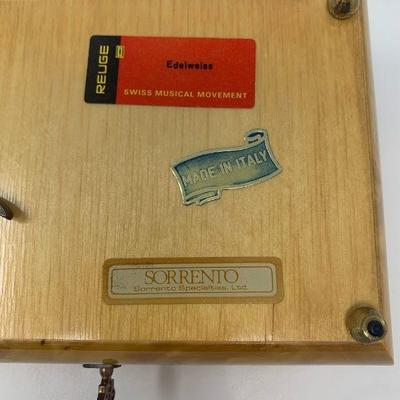 REUGE
Edelweiss
SWISS MUSICAL MOVEMENT
MADE IN ITALY
SORRENTO
Sorrento Specialties, Ltd.